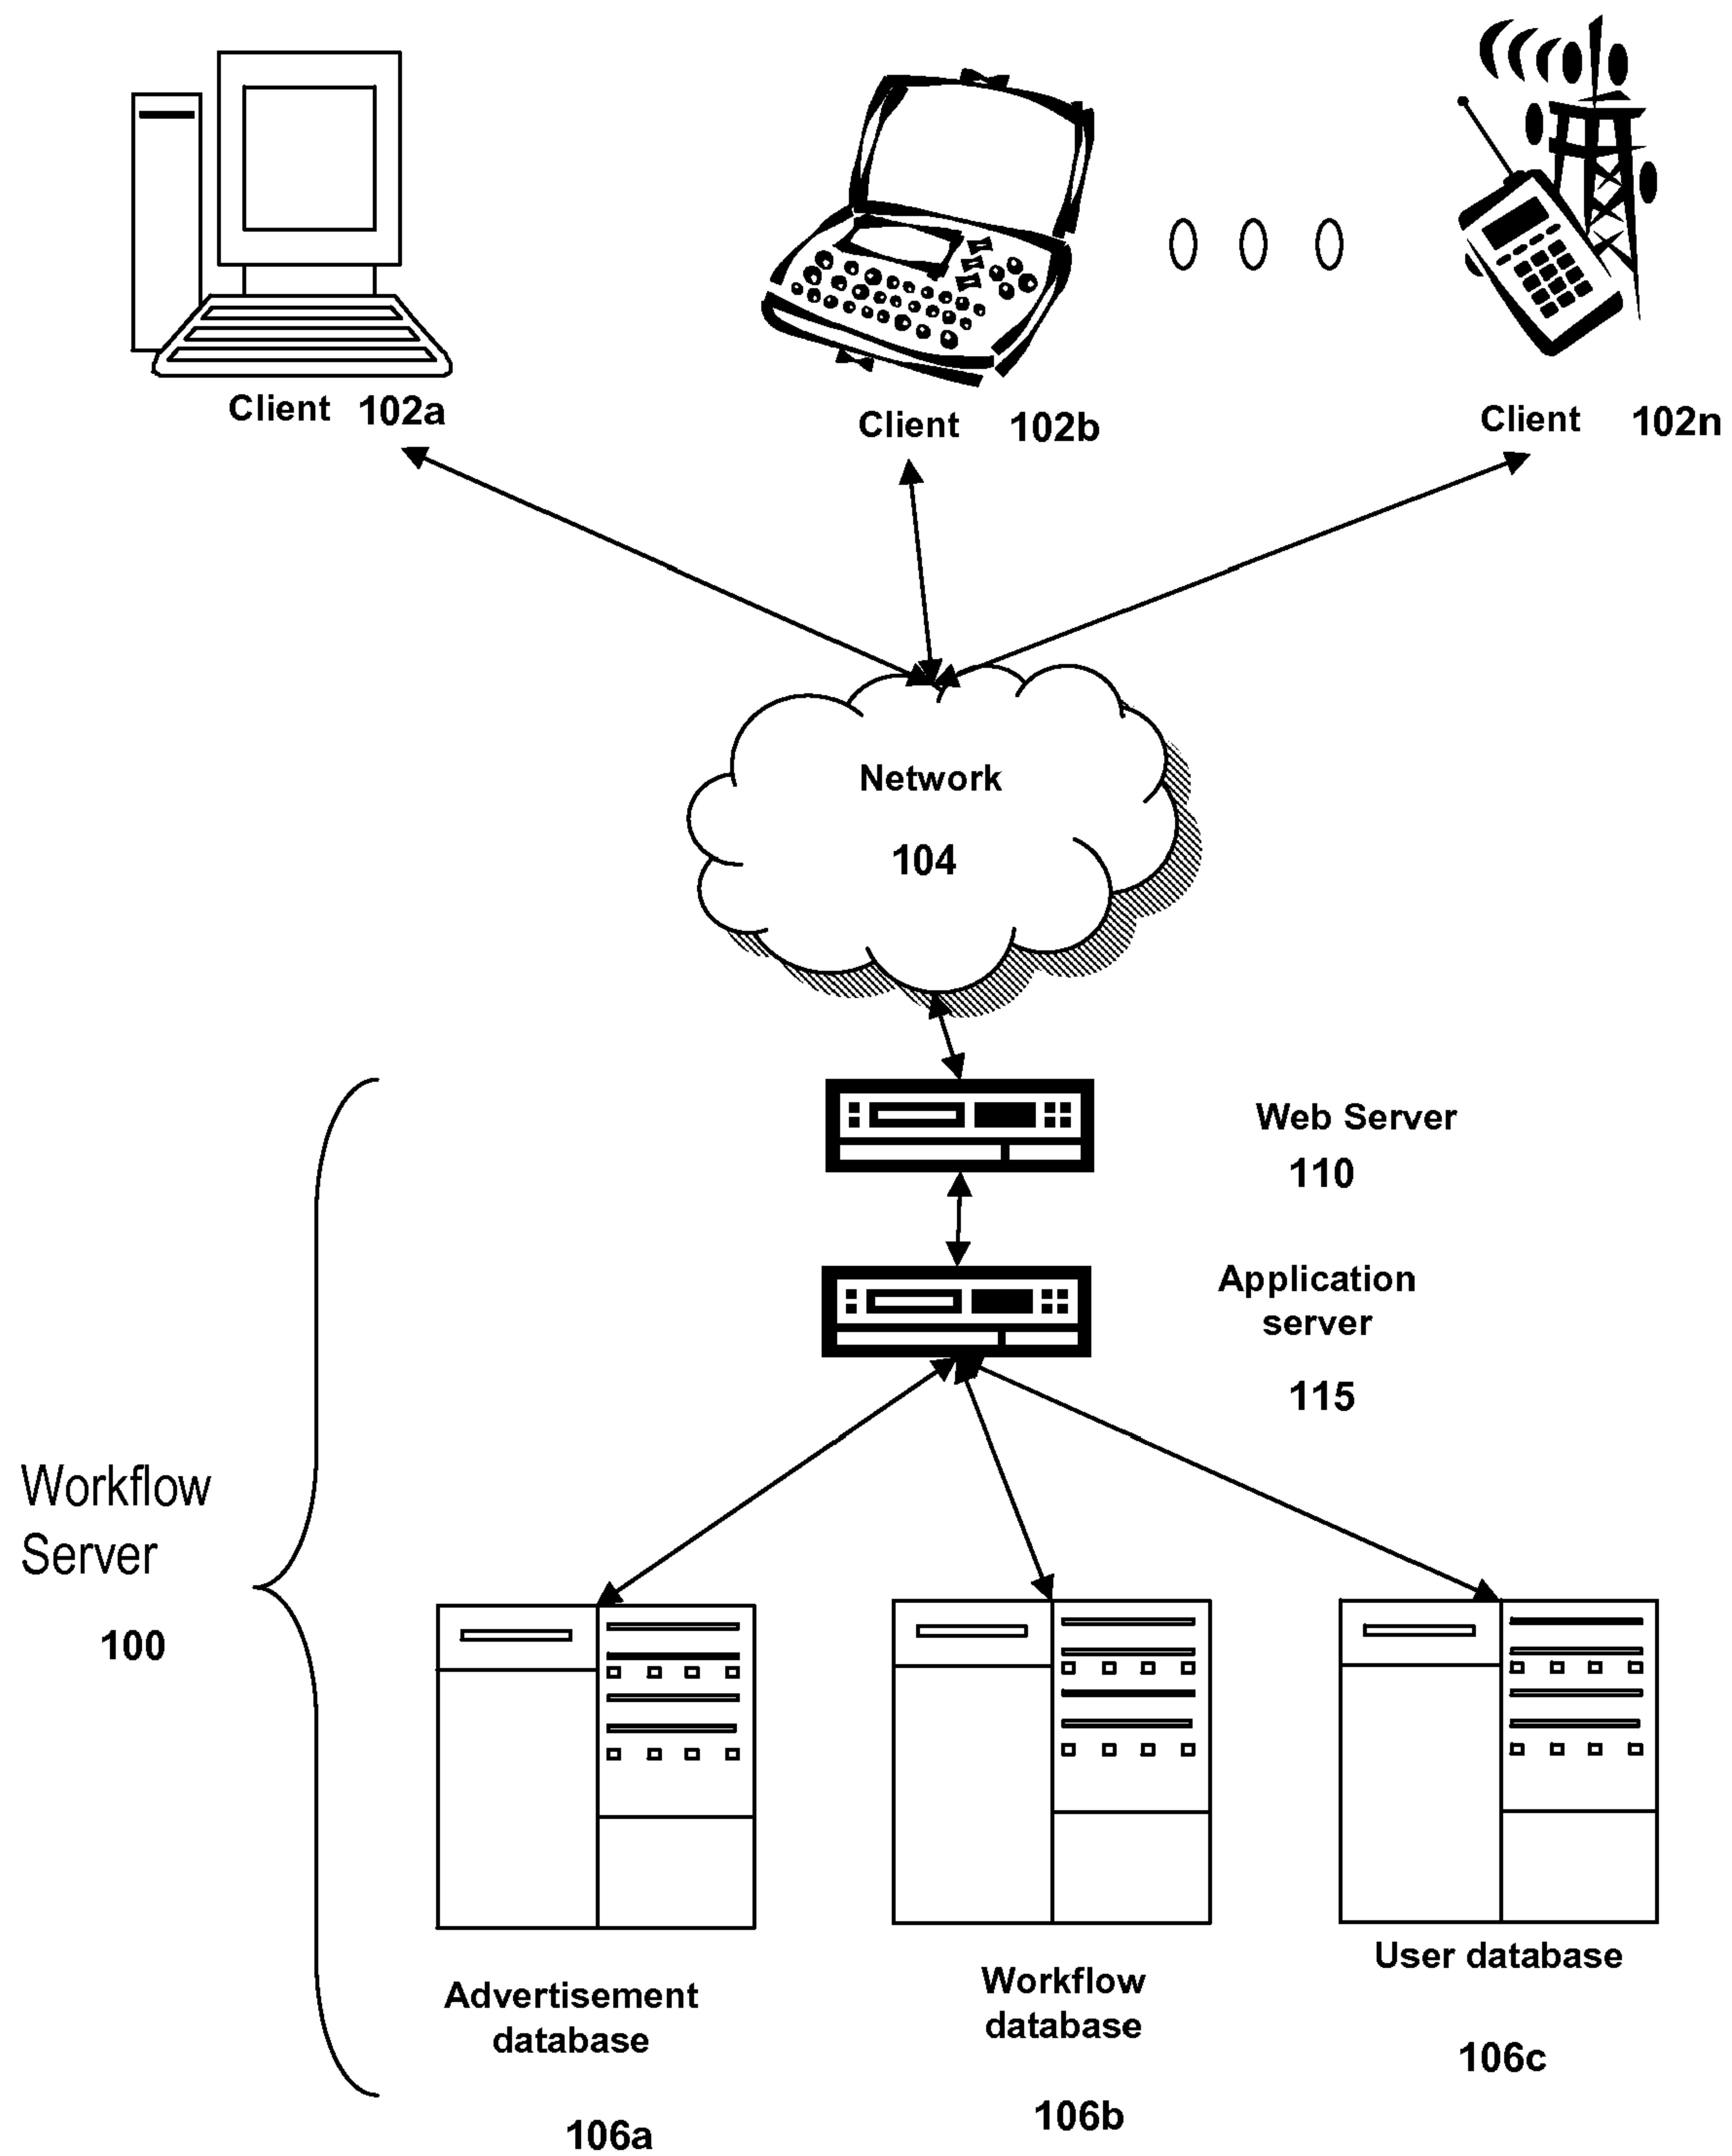 Client 102a
Client 102b
Client 102n
Network
104
Web Server
110
Application
server
115
Workflow
Server
100
Advertisement
database
106a
Workflow
database
106b
User database
106c